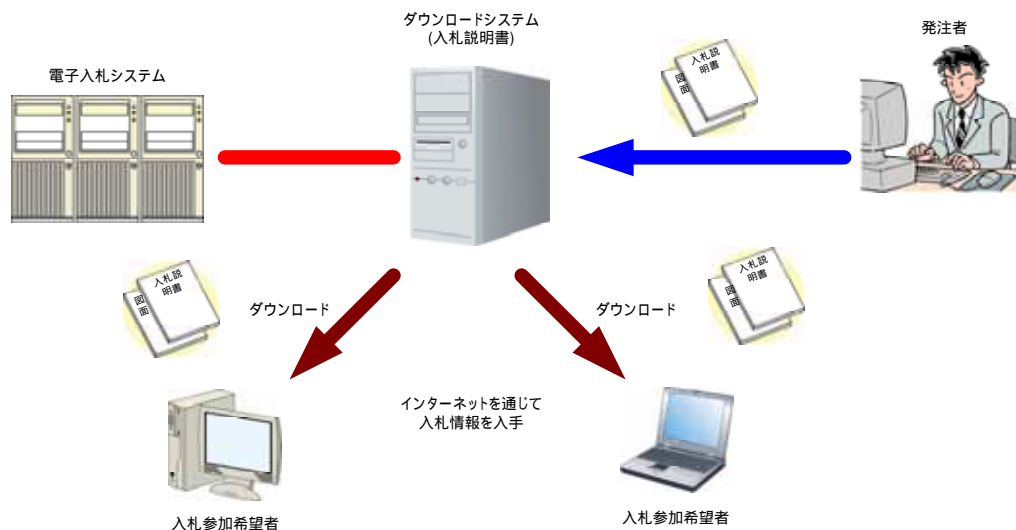 ダウンロードシステム
(入札説明書)
発注者
電子入札システム
入札説
明書
図
面
入札説
明書
図
面
ダウンロード
ダウンロード
入札説
明書
図
面
インターネットを通じて
入札情報を入手
入札参加希望者
入札参加希望者